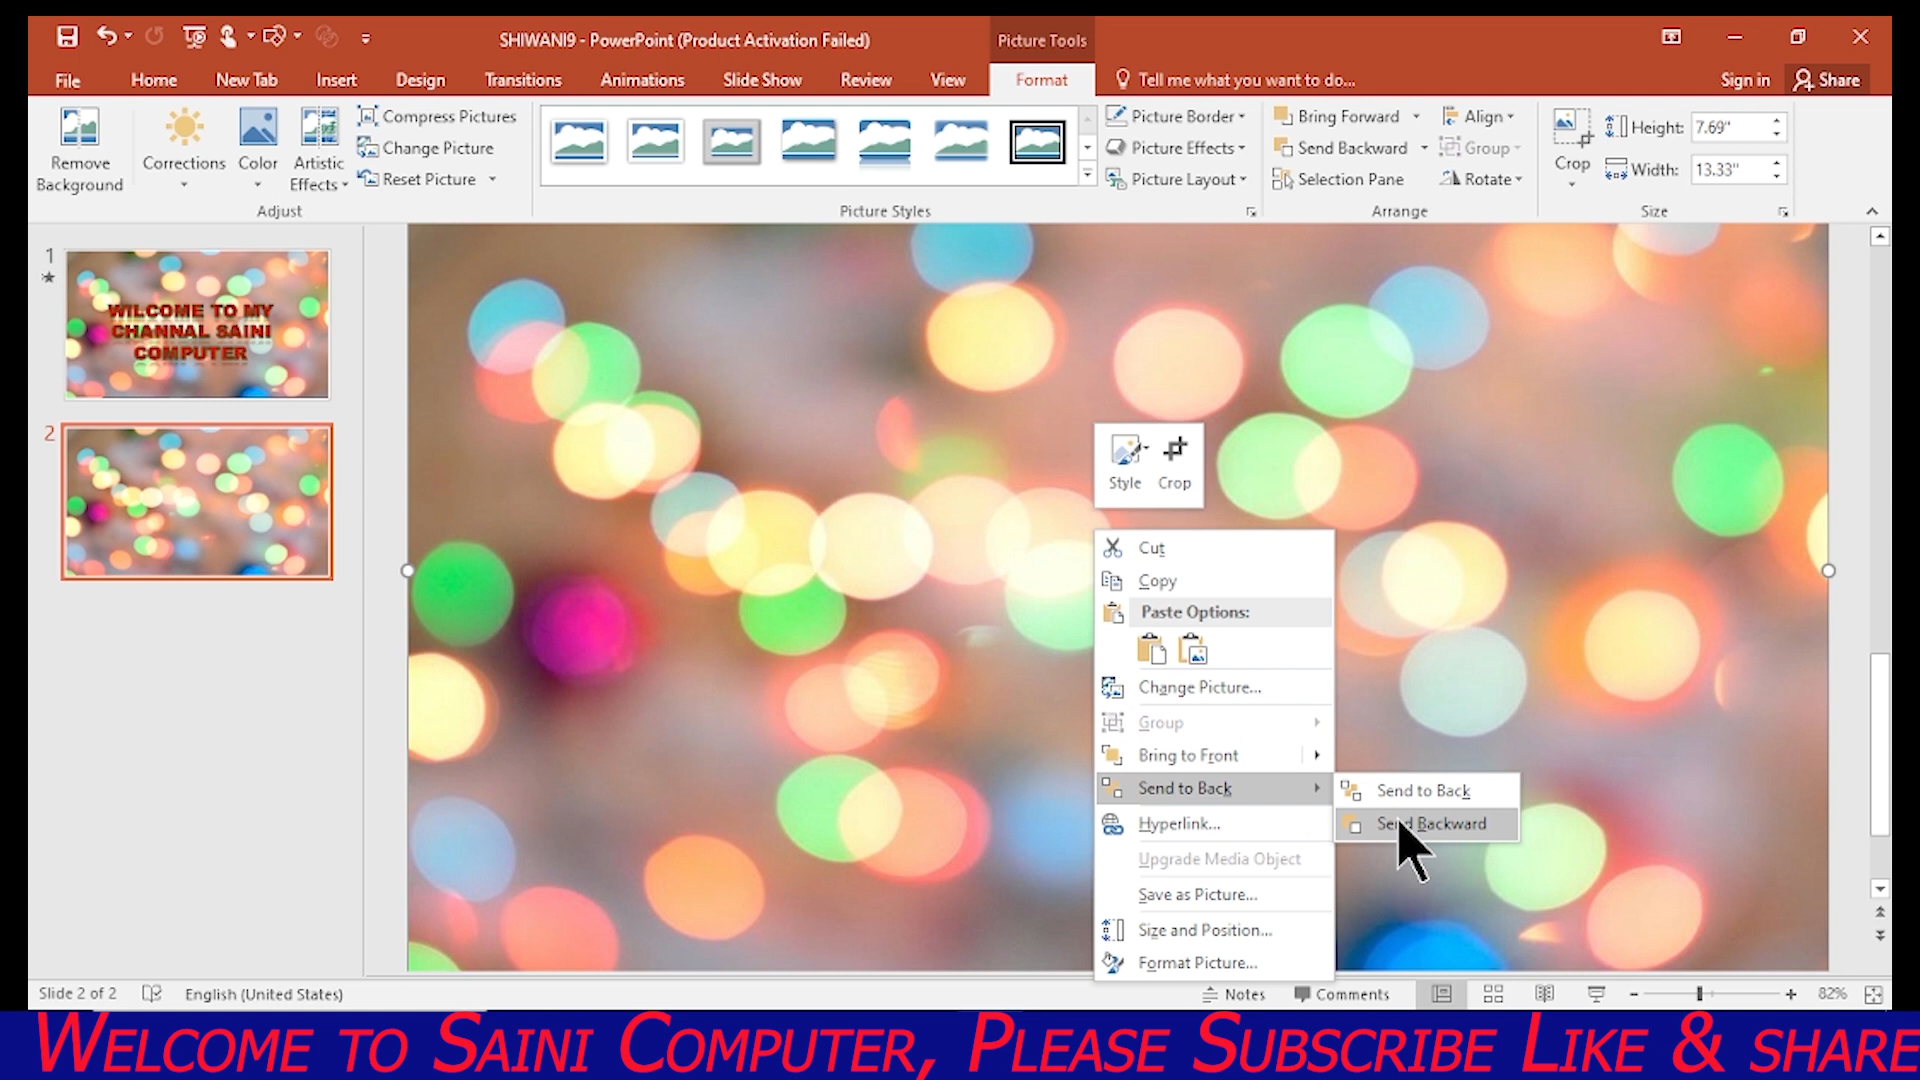 SHIWANI9 - PowerPoint (Product Activation Failed)
Picture Tools
File
Home
New Tab
Insert
Design
Transitions
Animations
Slide Show
Review
View
Format
Tell me what you want to do...
Sign in
Share
Remove
Background
Corrections
Color
Artistic
Effects
Compress Pictures
Change Picture
Reset Picture
Adjust
Picture Styles
Picture Border
Picture Effects
Picture Layout
Bring Forward
Send Backward
Selection Pane
Align
Group
Rotate
Arrange
Crop
Height: 7.69"
Width: 13.33"
Size
1
WILCOME TO MY
CHANNAL SAINI
COMPUTER
2
Style
Crop
Cut
Copy
Paste Options:
Change Picture...
Group
Bring to Front
Send to Back
Hyperlink...
Upgrade Media Object
Save as Picture...
Size and Position...
Format Picture...
Send to Back
Send Backward
Slide 2 of 2
English (United States)
Notes
Comments
82%
WELCOME TO SAINI COMPUTER, PLEASE SUBSCRIBE LIKE & SHARE